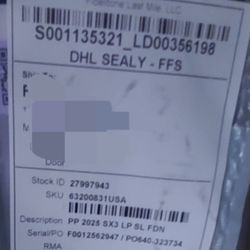 Fidelitone Last Mile, LLC
S001135321_LD00356198
DHL SEALY - FFS
Door
Stock ID 27997943
SKU 63200831USA
Description PP 2025 SX3 LP SL FDN
Serial/PO F0012562947 / PO640-323734
RMA